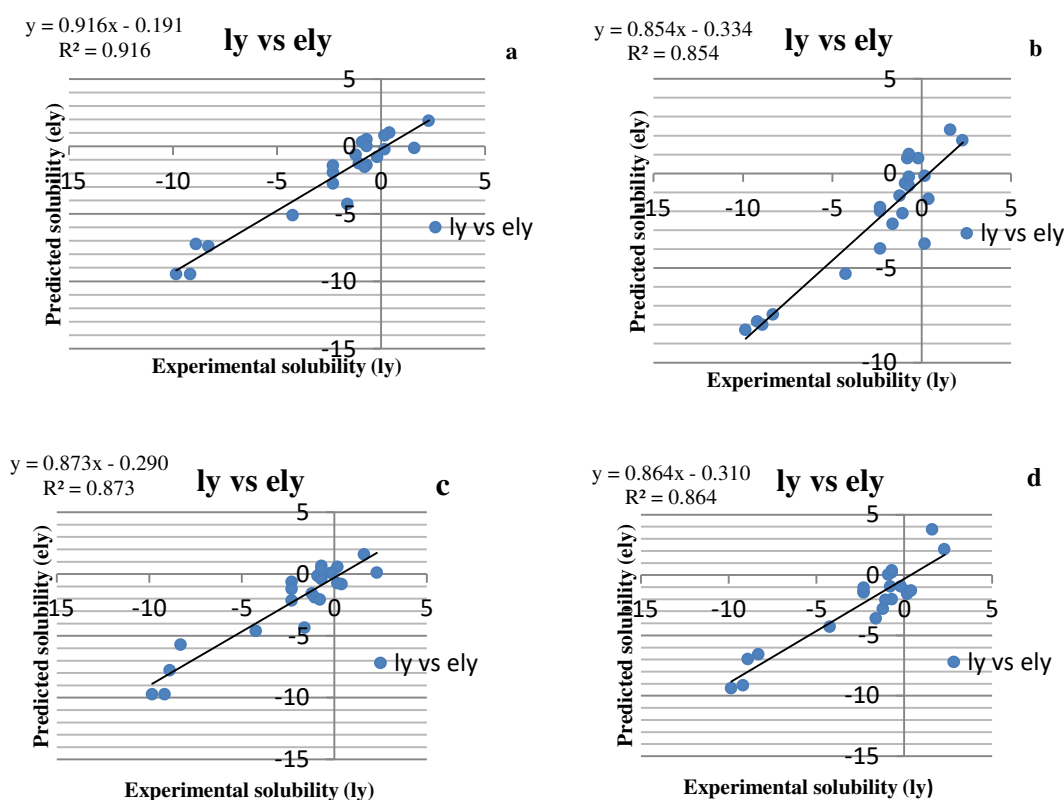 y = 0.916x - 0.191
R² = 0.916
ly vs ely
a
5
0
-5
-10
-15
15
-10
-5
0
5
Predicted solubility (ely)
Experimental solubility (ly)
ly vs ely
y = 0.854x - 0.334
R² = 0.854
ly vs ely
b
5
0
-5
-10
15
-10
-5
0
5
Predicted solubility (ely)
Experimental solubility (ly)
ly vs ely
y = 0.873x - 0.290
R² = 0.873
ly vs ely
c
5
0
-5
-10
-15
15
-10
-5
0
5
Predicted solubility (ely)
Experimental solubility (ly)
ly vs ely
y = 0.864x - 0.310
R² = 0.864
ly vs ely
d
5
0
-5
-10
-15
15
-10
-5
0
5
Predicted solubility (ely)
Experimental solubility (ly)
ly vs ely